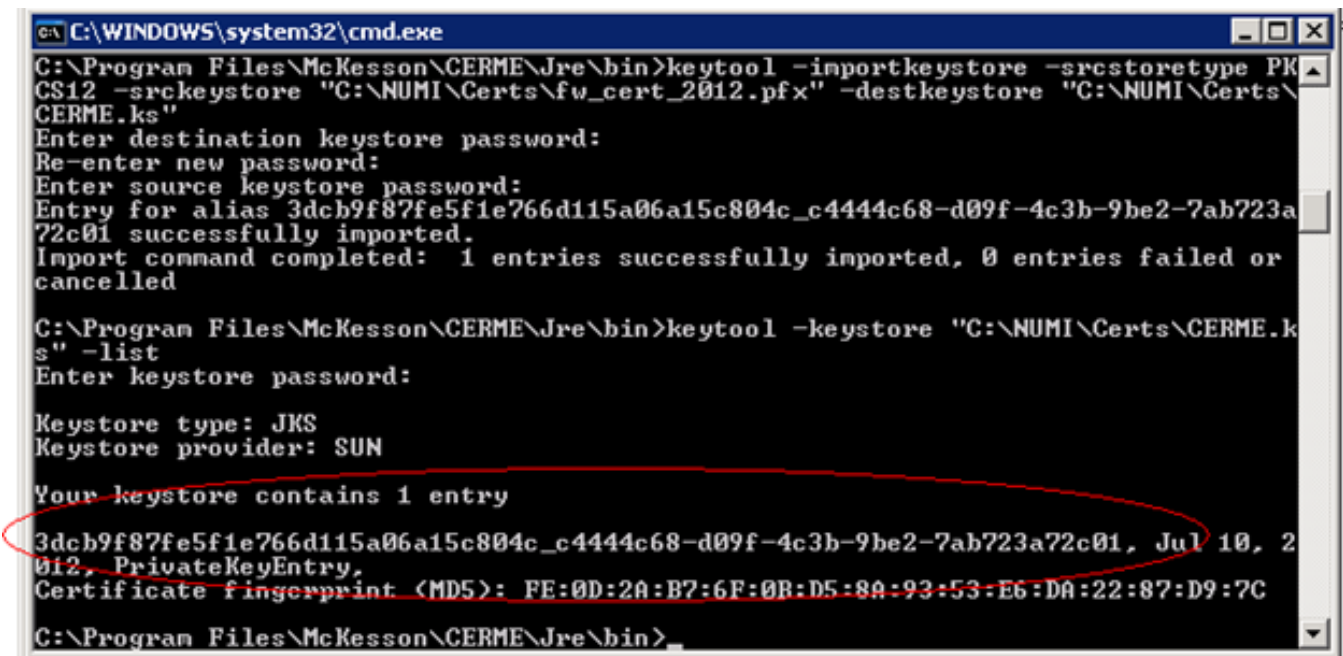 C:\WINDOWS\system32\cmd.exe
C:\Program Files\McKesson\CERME\Jre\bin>keytool -importkeystore -srcstoretype PK
CS12 -srckeystore "C:\NUMI\Certs\fw_cert_2012.pfx" -destkeystore "C:\NUMI\Certs\
CERME.ks"
Enter destination keystore password:
Re-enter new password:
Enter source keystore password:
Entry for alias 3dcb9f87fe5f1e766d115a06a15c804c_c4444c68-d09f-4c3b-9be2-7ab723a
72c01 successfully imported.
Import command completed:  1 entries successfully imported, 0 entries failed or
cancelled
C:\Program Files\McKesson\CERME\Jre\bin>keytool -keystore "C:\NUMI\Certs\CERME.k
s" -list
Enter keystore password:
Keystore type: JKS
Keystore provider: SUN
Your keystore contains 1 entry
3dcb9f87fe5f1e766d115a06a15c804c_c4444c68-d09f-4c3b-9be2-7ab723a72c01, Jul 10, 2
012, PrivateKeyEntry,
Certificate fingerprint (MD5): FE:0D:2A:B7:6F:0B:D5:8A:93:53:E6:DA:22:87:D9:7C
C:\Program Files\McKesson\CERME\Jre\bin>_